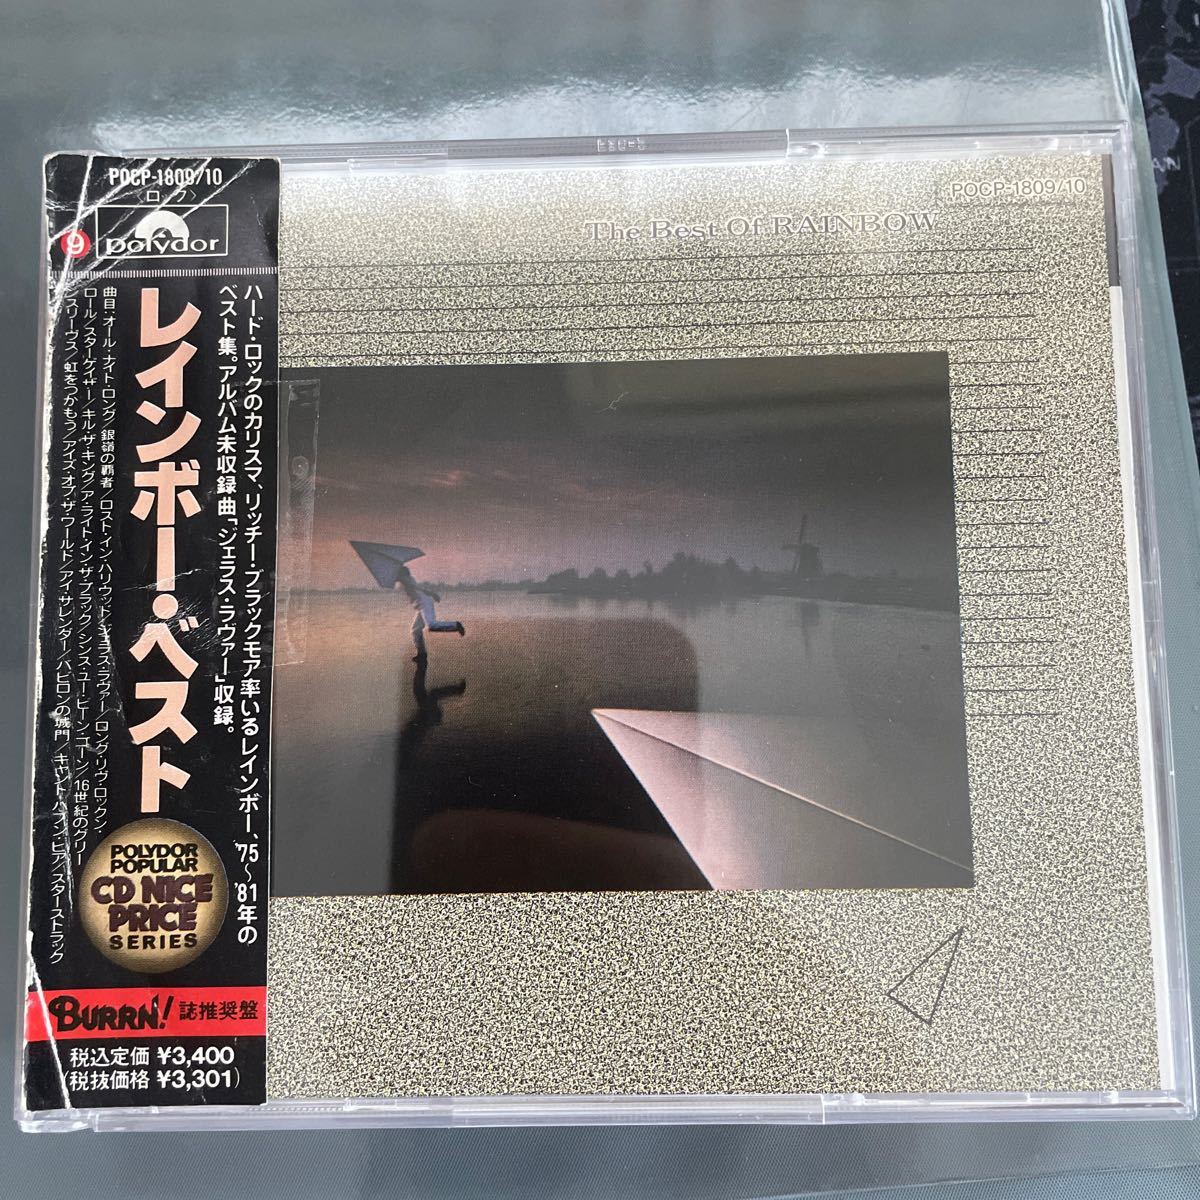 POCP-1809/10
〈ロック〉
9
polydor
レインボー・ベスト
ハード・ロックのカリスマ、リッチー・ブラックモア率いるレインボー、'75〜'81年の
ベスト集。アルバム未収録曲「ジェラス・ラヴァー」収録。
曲目:オール・ナイト・ロング/銀嶺の覇者/ロスト・イン・ハリウッド/ジェラス・ラヴァー/ロング・リヴ・ロックン・
ロール/スターゲイザー/キル・ザ・キング/ア・ライト・イン・ザ・ブラック/シンス・ユー・ビーン・ゴーン/16世紀のグリー
ンスリーヴス/虹をつかもう/アイズ・オブ・ザ・ワールド/アイ・サレンダー/バビロンの城門/キャント・ハプン・ヒア/スターストラック
POLYDOR
POPULAR
CD NICE
PRICE
SERIES
BURRN! 誌推奨盤
税込定価 ¥3,400
(税抜価格 ¥3,301)
POCP-1809/10
The Best Of RAINBOW